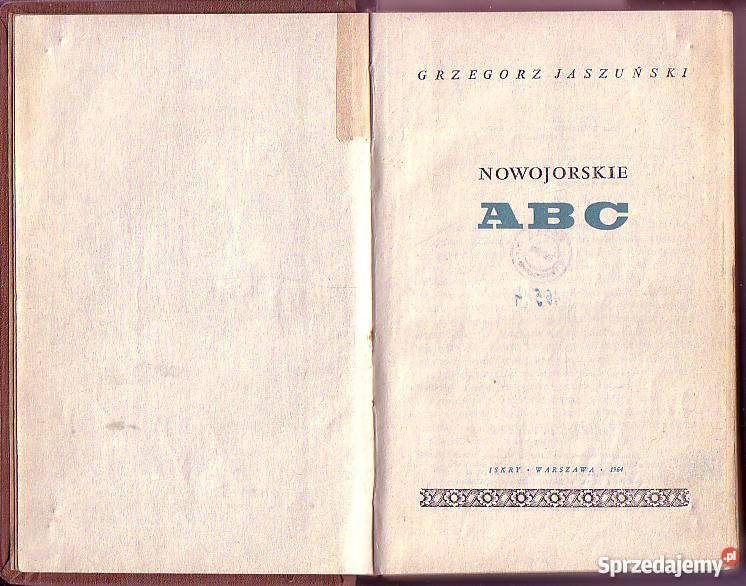 GRZEGORZ JASZUŃSKI
NOWOJORSKIE
ABC
ISKRY • WARSZAWA • 1964
Sprzedajemy.pl